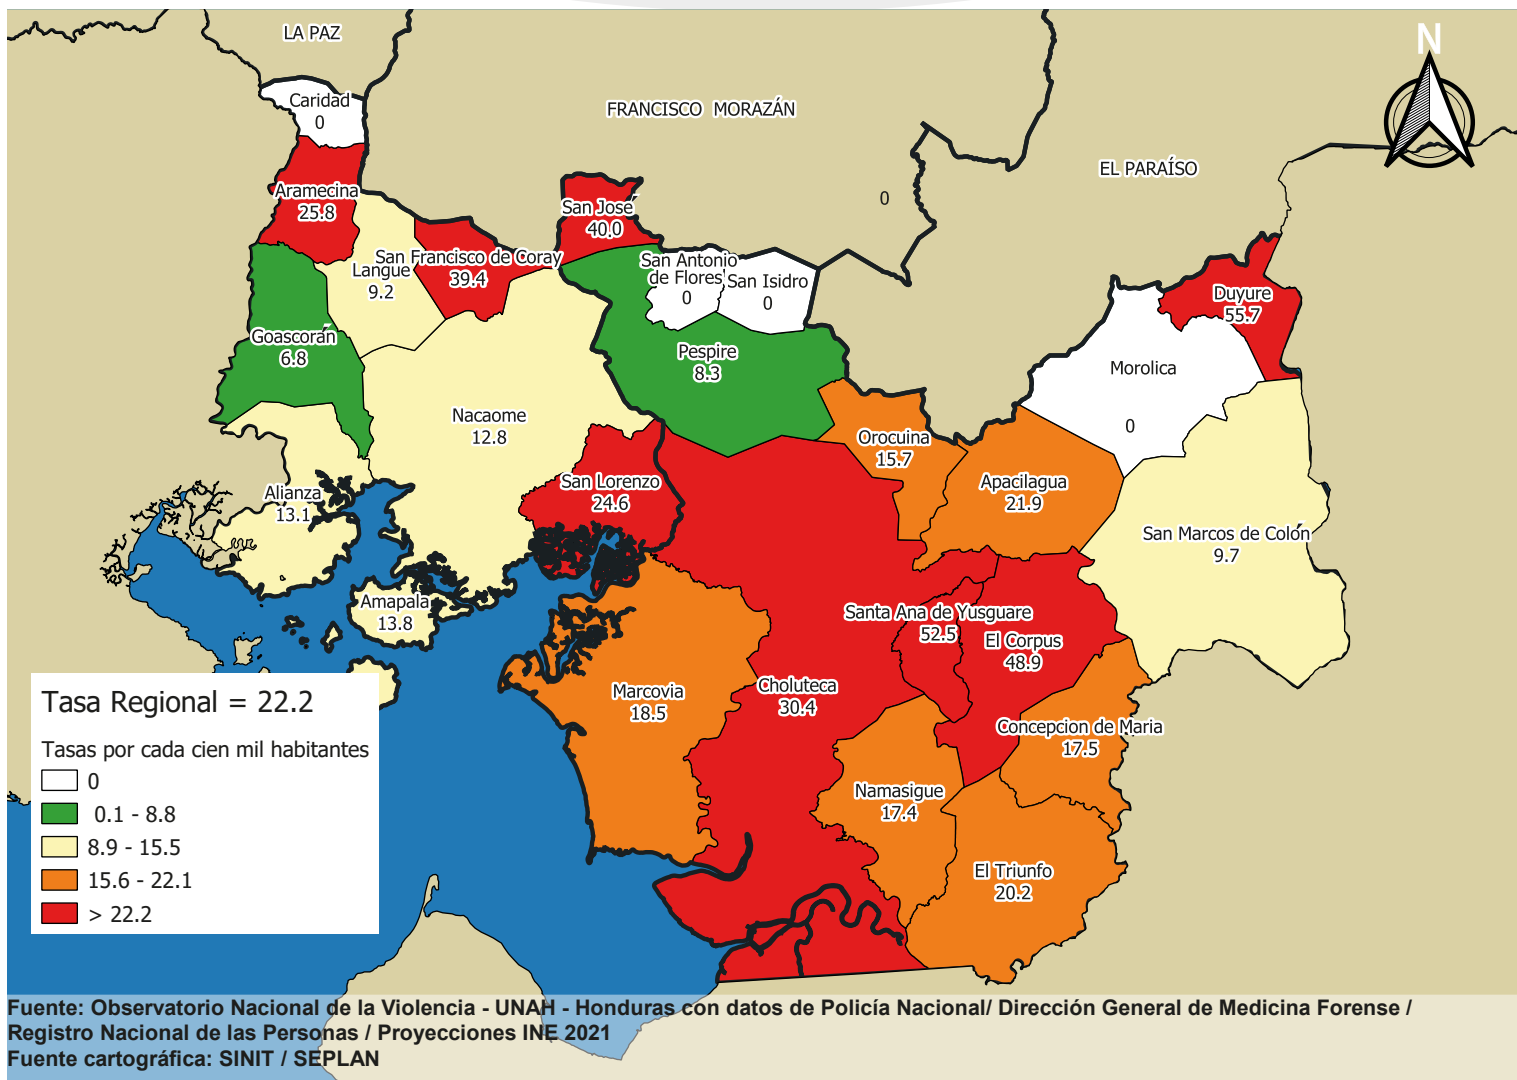 LA PAZ
N
Caridad
0
FRANCISCO MORAZÁN
EL PARAÍSO
Aramecina
25.8
San José
40.0
0
San Francisco de Coray
39.4
Langue
9.2
San Antonio
de Flores
0
San Isidro
0
Duyure
55.7
Goascorán
6.8
Pespire
8.3
Morolica
0
Nacaome
12.8
Orocuina
15.7
Apacilagua
21.9
San Lorenzo
24.6
Alianza
13.1
San Marcos de Colón
9.7
Amapala
13.8
Santa Ana de Yusguare
52.5
El Corpus
48.9
Marcovia
18.5
Choluteca
30.4
Concepcion de Maria
17.5
Namasigue
17.4
El Triunfo
20.2
Tasa Regional = 22.2
Tasas por cada cien mil habitantes
0
0.1 - 8.8
8.9 - 15.5
15.6 - 22.1
> 22.2
Fuente: Observatorio Nacional de la Violencia - UNAH - Honduras con datos de Policía Nacional/ Dirección General de Medicina Forense /
Registro Nacional de las Personas / Proyecciones INE 2021
Fuente cartográfica: SINIT / SEPLAN